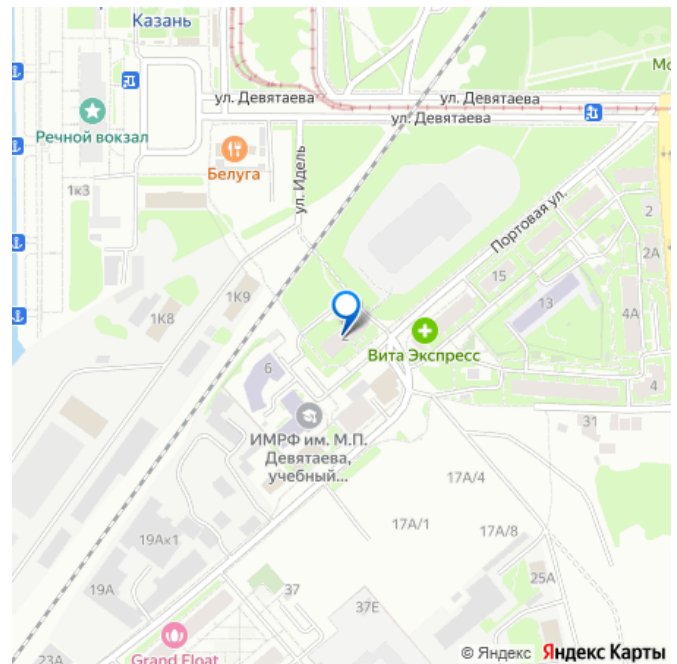 Казань
ул. Девятаева
ул. Девятаева
ул. Девятаева
Речной вокзал
Белуга
ул. Идель
1к3
Портовая ул.
2
2А
15
13
4А
1К9
1К8
2
Вита Экспресс
6
4
ИМРФ им. М.П.
Девятаева,
учебный...
31
17А/4
17А/1
17А/8
19Ак1
19А
25А
37
37Е
23А
Grand Float
© Яндекс Яндекс Карты